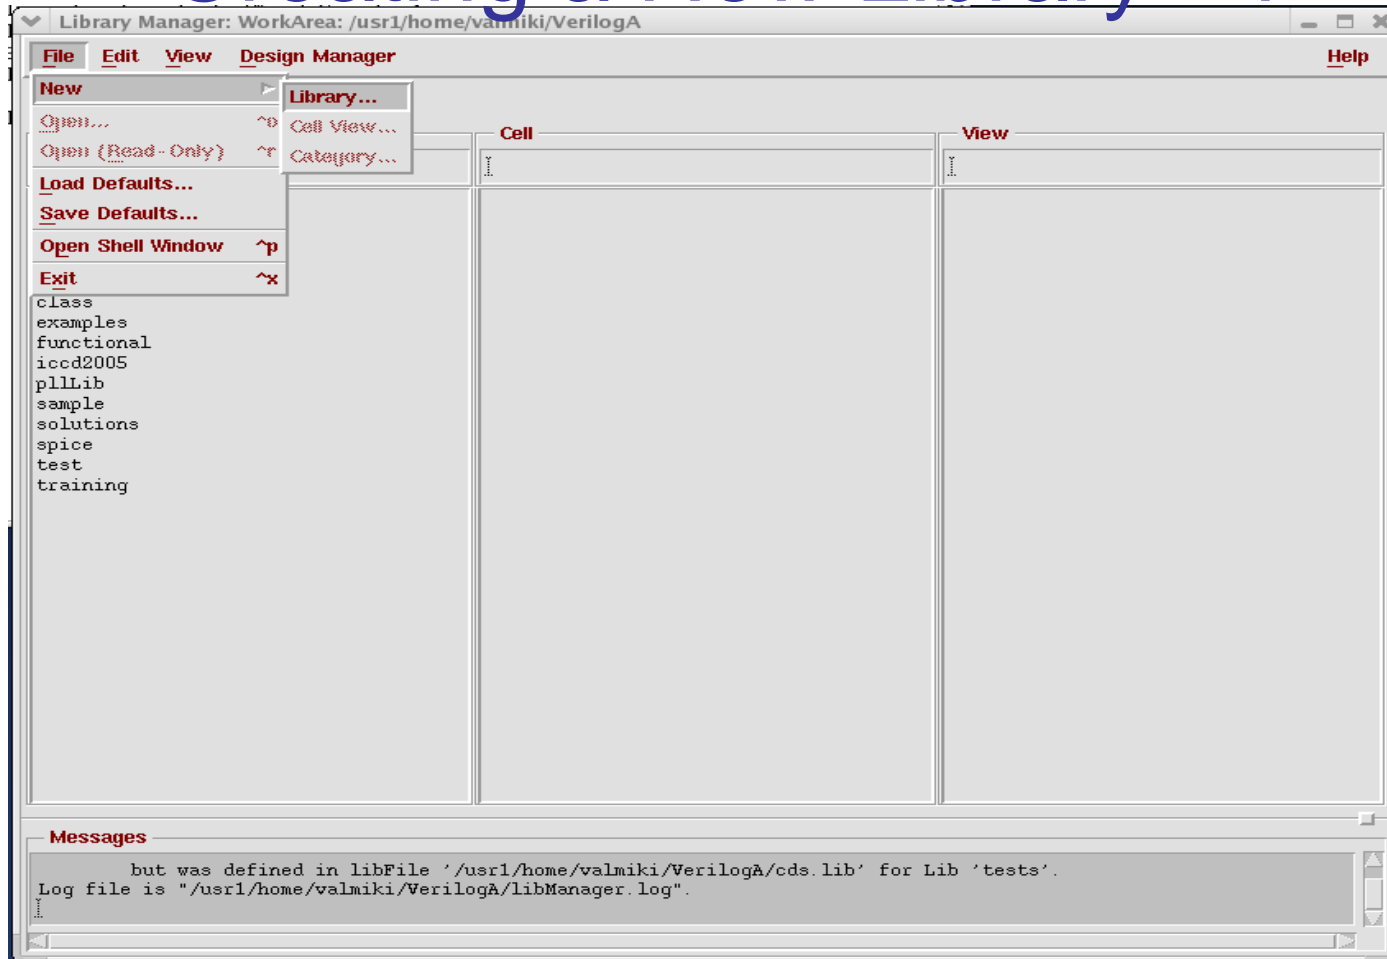 Creating a New Library
Library Manager: WorkArea: /usr1/home/valmiki/VerilogA
File Edit View Design Manager Help
New
Library...
Open... ^o
Cell View...
Open (Read-Only) ^r
Category...
Load Defaults...
Save Defaults...
Open Shell Window ^p
Exit ^x
Cell
View
class
examples
functional
iccd2005
pllLib
sample
solutions
spice
test
training
Messages
but was defined in libFile '/usr1/home/valmiki/VerilogA/cds.lib' for Lib 'tests'.
Log file is "/usr1/home/valmiki/VerilogA/libManager.log".